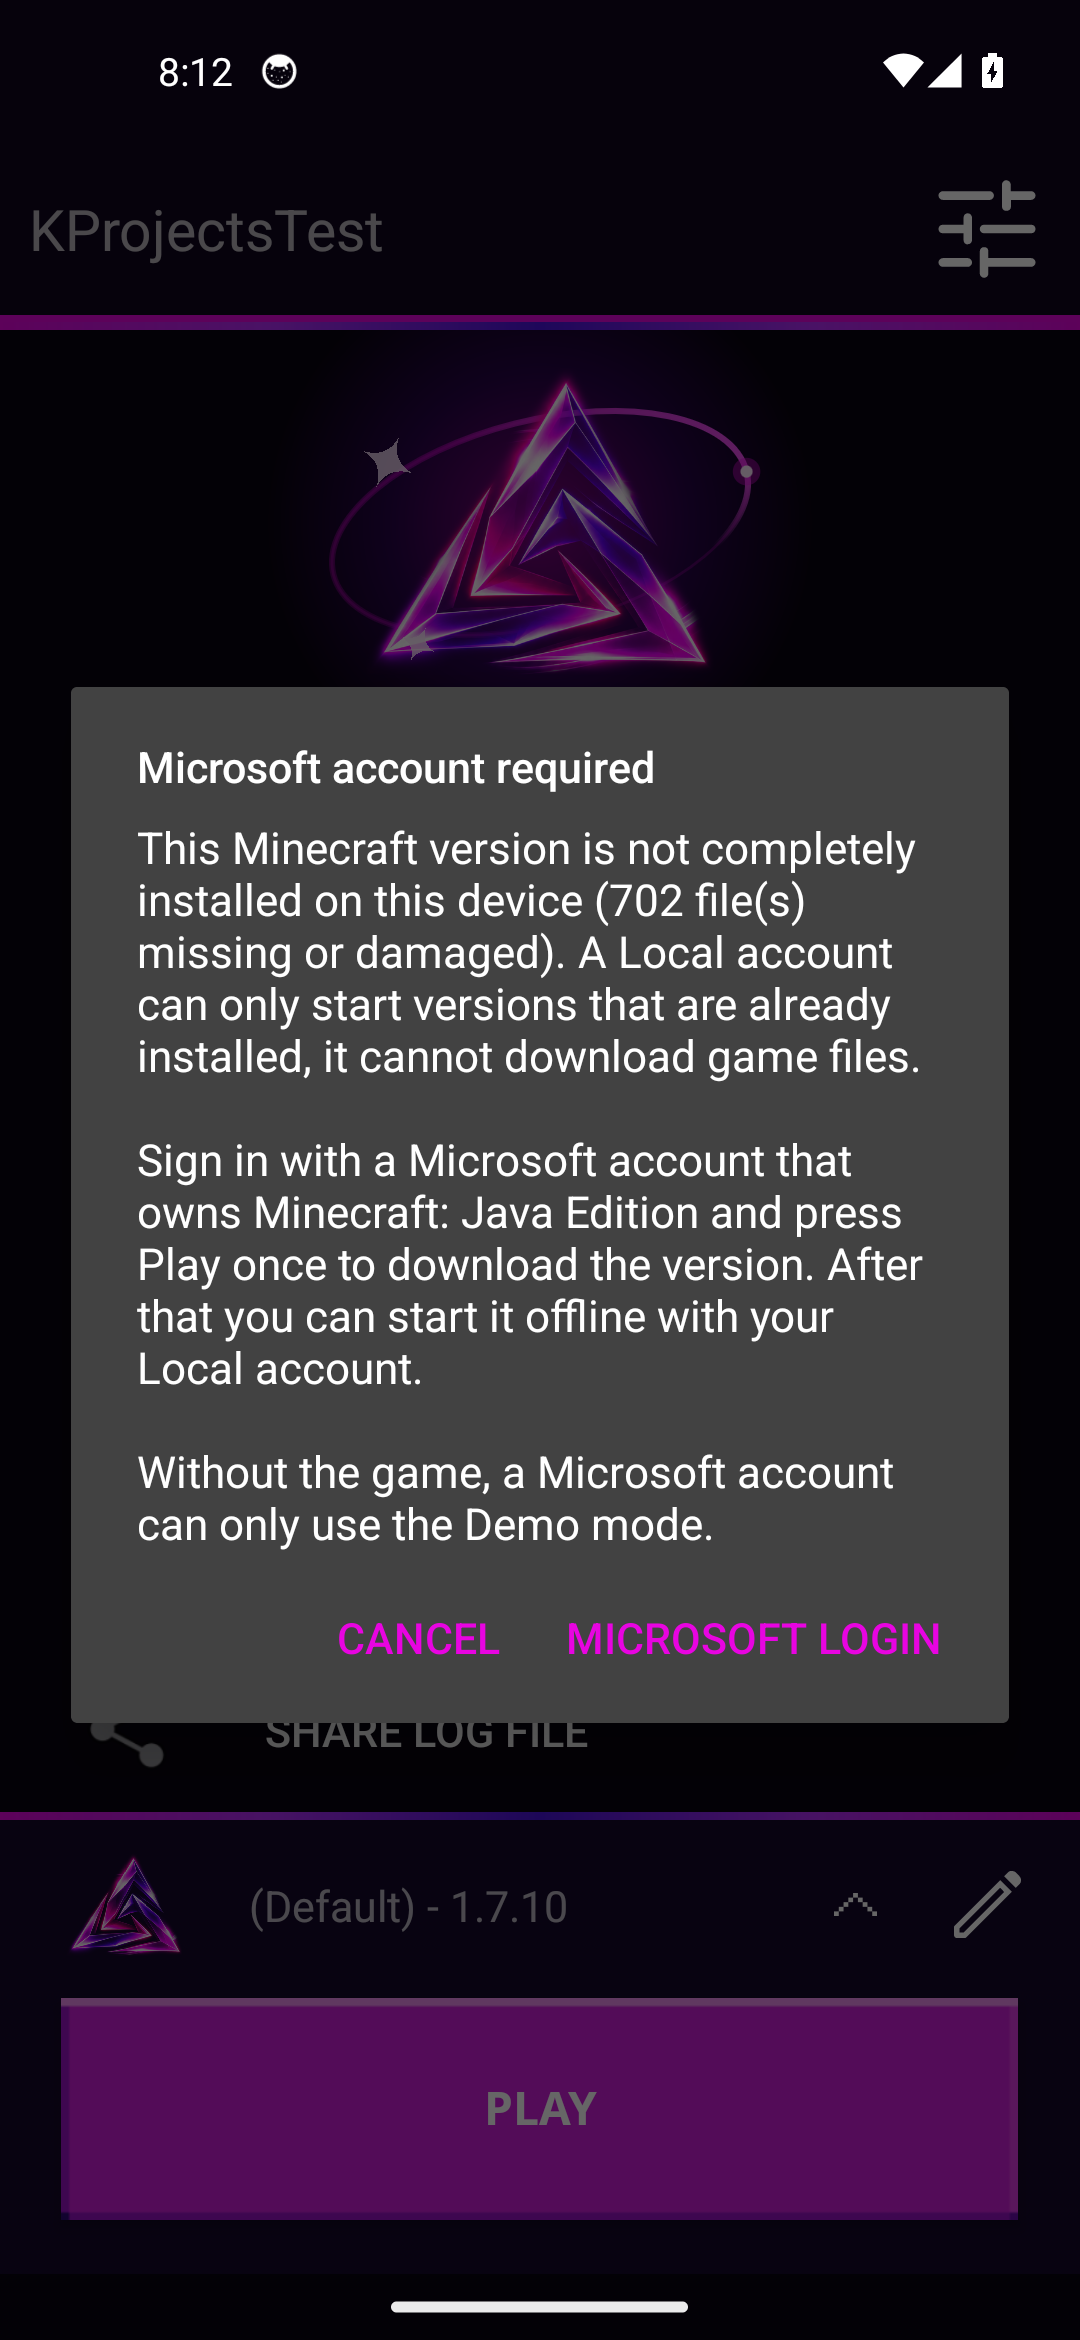 8:12
KProjectsTest
Microsoft account required
This Minecraft version is not completely
installed on this device (702 file(s)
missing or damaged). A Local account
can only start versions that are already
installed, it cannot download game files.
Sign in with a Microsoft account that
owns Minecraft: Java Edition and press
Play once to download the version. After
that you can start it offline with your
Local account.
Without the game, a Microsoft account
can only use the Demo mode.
CANCEL MICROSOFT LOGIN
SHARE LOG FILE
(Default) - 1.7.10
PLAY